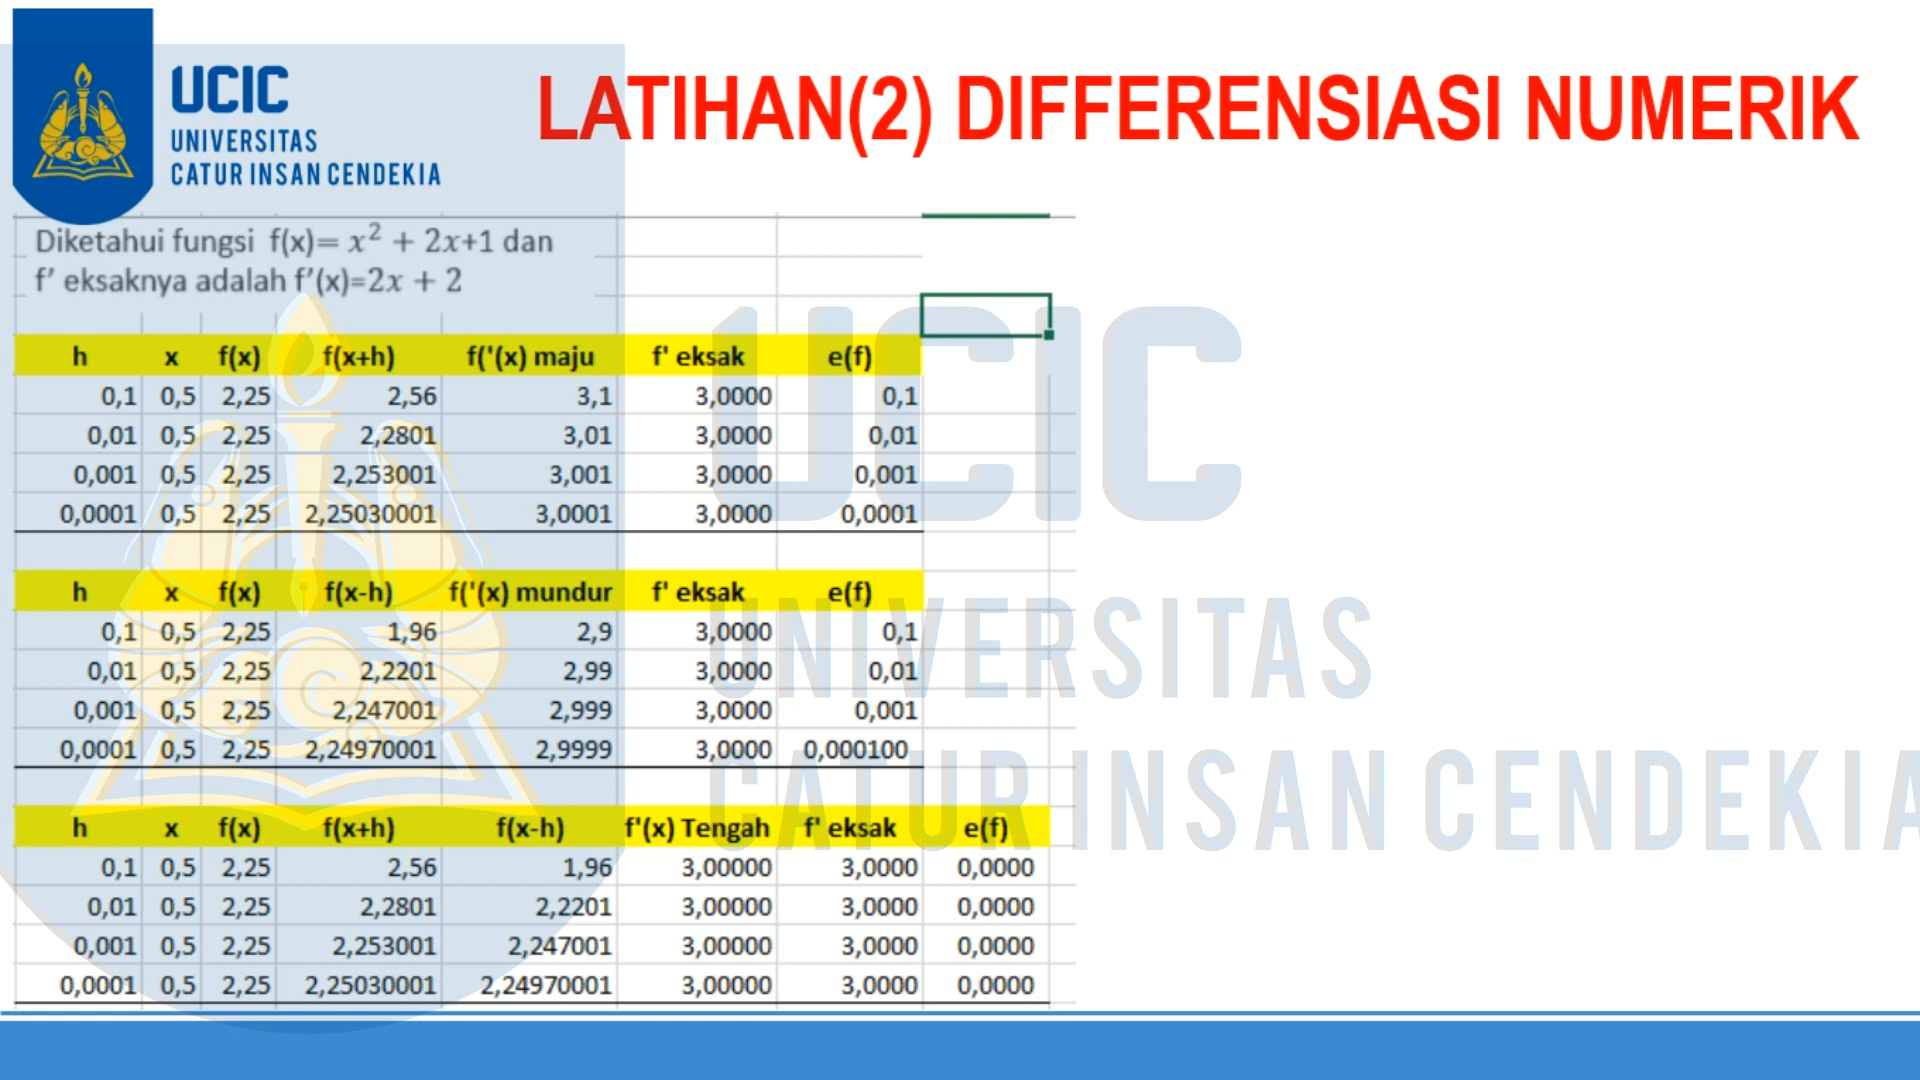 UCIC
UNIVERSITAS
CATUR INSAN CENDEKIA
LATIHAN(2) DIFFERENSIASI NUMERIK
Diketahui fungsi f(x)= x² + 2x+1 dan
f’ eksaknya adalah f’(x)=2x + 2
h x f(x) f(x+h) f('(x) maju f' eksak e(f)
0,1 0,5 2,25 2,56 3,1 3,0000 0,1
0,01 0,5 2,25 2,2801 3,01 3,0000 0,01
0,001 0,5 2,25 2,253001 3,001 3,0000 0,001
0,0001 0,5 2,25 2,25030001 3,0001 3,0000 0,0001
h x f(x) f(x-h) f('(x) mundur f' eksak e(f)
0,1 0,5 2,25 1,96 2,9 3,0000 0,1
0,01 0,5 2,25 2,2201 2,99 3,0000 0,01
0,001 0,5 2,25 2,247001 2,999 3,0000 0,001
0,0001 0,5 2,25 2,24970001 2,9999 3,0000 0,000100
h x f(x) f(x+h) f(x-h) f'(x) Tengah f' eksak e(f)
0,1 0,5 2,25 2,56 1,96 3,00000 3,0000 0,0000
0,01 0,5 2,25 2,2801 2,2201 3,00000 3,0000 0,0000
0,001 0,5 2,25 2,253001 2,247001 3,00000 3,0000 0,0000
0,0001 0,5 2,25 2,25030001 2,24970001 3,00000 3,0000 0,0000
UCIC
UNIVERSITAS
CATUR INSAN CENDEKIA